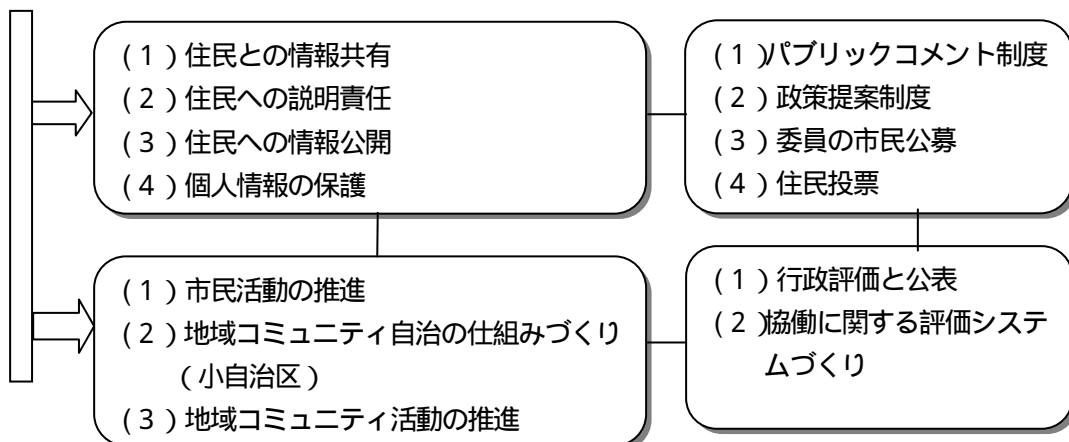 (1)住民との情報共有
(2)住民への説明責任
(3)住民への情報公開
(4)個人情報の保護
(1)パブリックコメント制度
(2)政策提案制度
(3)委員の市民公募
(4)住民投票
(1)市民活動の推進
(2)地域コミュニティ自治の仕組みづくり
(小自治区)
(3)地域コミュニティ活動の推進
(1)行政評価と公表
(2)協働に関する評価システ
ムづくり